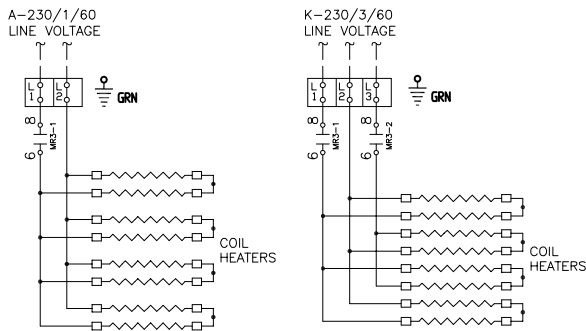 A-230/1/60
LINE VOLTAGE
L1
L2
GRN
8
MR3-1
6
COIL
HEATERS
K-230/3/60
LINE VOLTAGE
L1
L2
L3
GRN
8
MR3-1
6
8
MR3-2
6
COIL
HEATERS